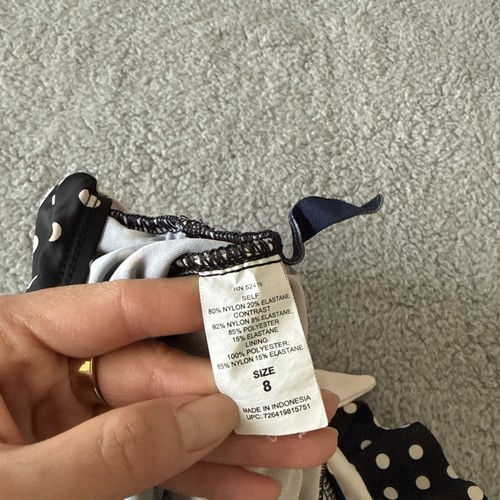 RN 52419
SELF
80% NYLON 20% ELASTANE
CONTRAST
92% NYLON 8% ELASTANE;
85% POLYESTER
15% ELASTANE
LINING
100% POLYESTER;
85% NYLON 15% ELASTANE
SIZE
8
MADE IN INDONESIA
UPC: 726419815751